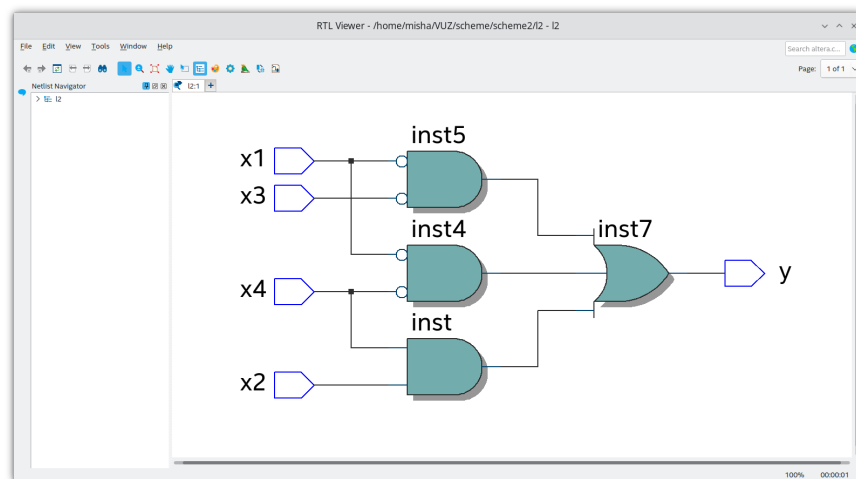 RTL Viewer - /home/misha/VUZ/scheme/scheme2/l2 - l2
File Edit View Tools Window Help
Search altera.c...
Page: 1 of 1
Netlist Navigator
l2:1
l2
inst5
x1
x3
inst4
inst7
x4
y
inst
x2
100% 00:00:01